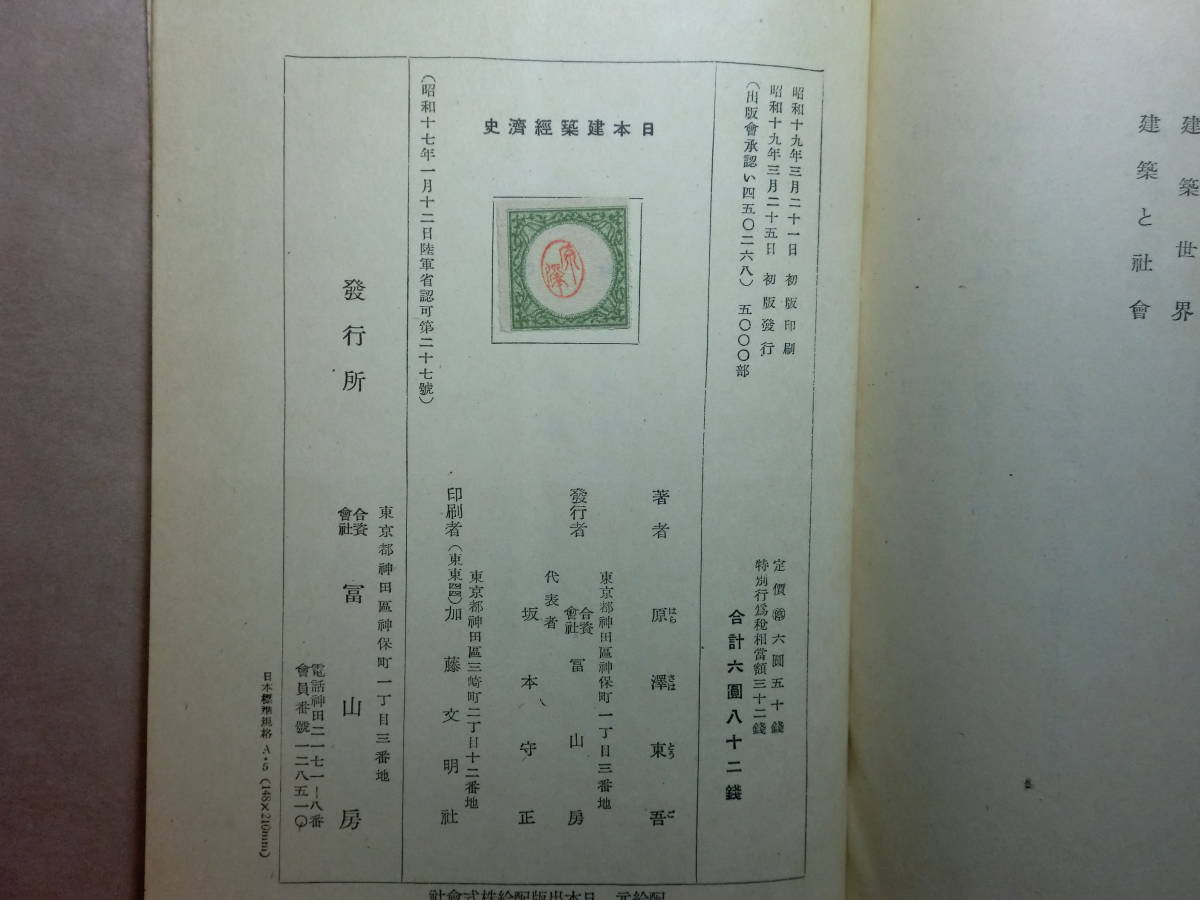 建築世界
建築と社會
昭和十九年三月二十一日 初版印刷
昭和十九年三月二十五日 初版發行
(出版會承認い四五〇二六八) 五〇〇〇部
定價 六圓五十錢
特別行爲稅相當額三十二錢
合計六圓八十二錢
日本建築經濟史
著者 原澤東吾
はら さは とう ご
東京都神田區神保町一丁目三番地
發行者 合資會社 冨山房
代表者 坂本守正
東京都神田區三崎町二丁目十二番地
印刷者(東東) 加藤文明社
(昭和十七年一月十二日陸軍省認可第二十七號)
發行所
東京都神田區神保町一丁目三番地
合資會社 冨山房
電話神田二一七一―八番
會員番號一二八五一〇
日本標準規格 A・5 (148×210mm)
配給元 日本出版配給株式會社